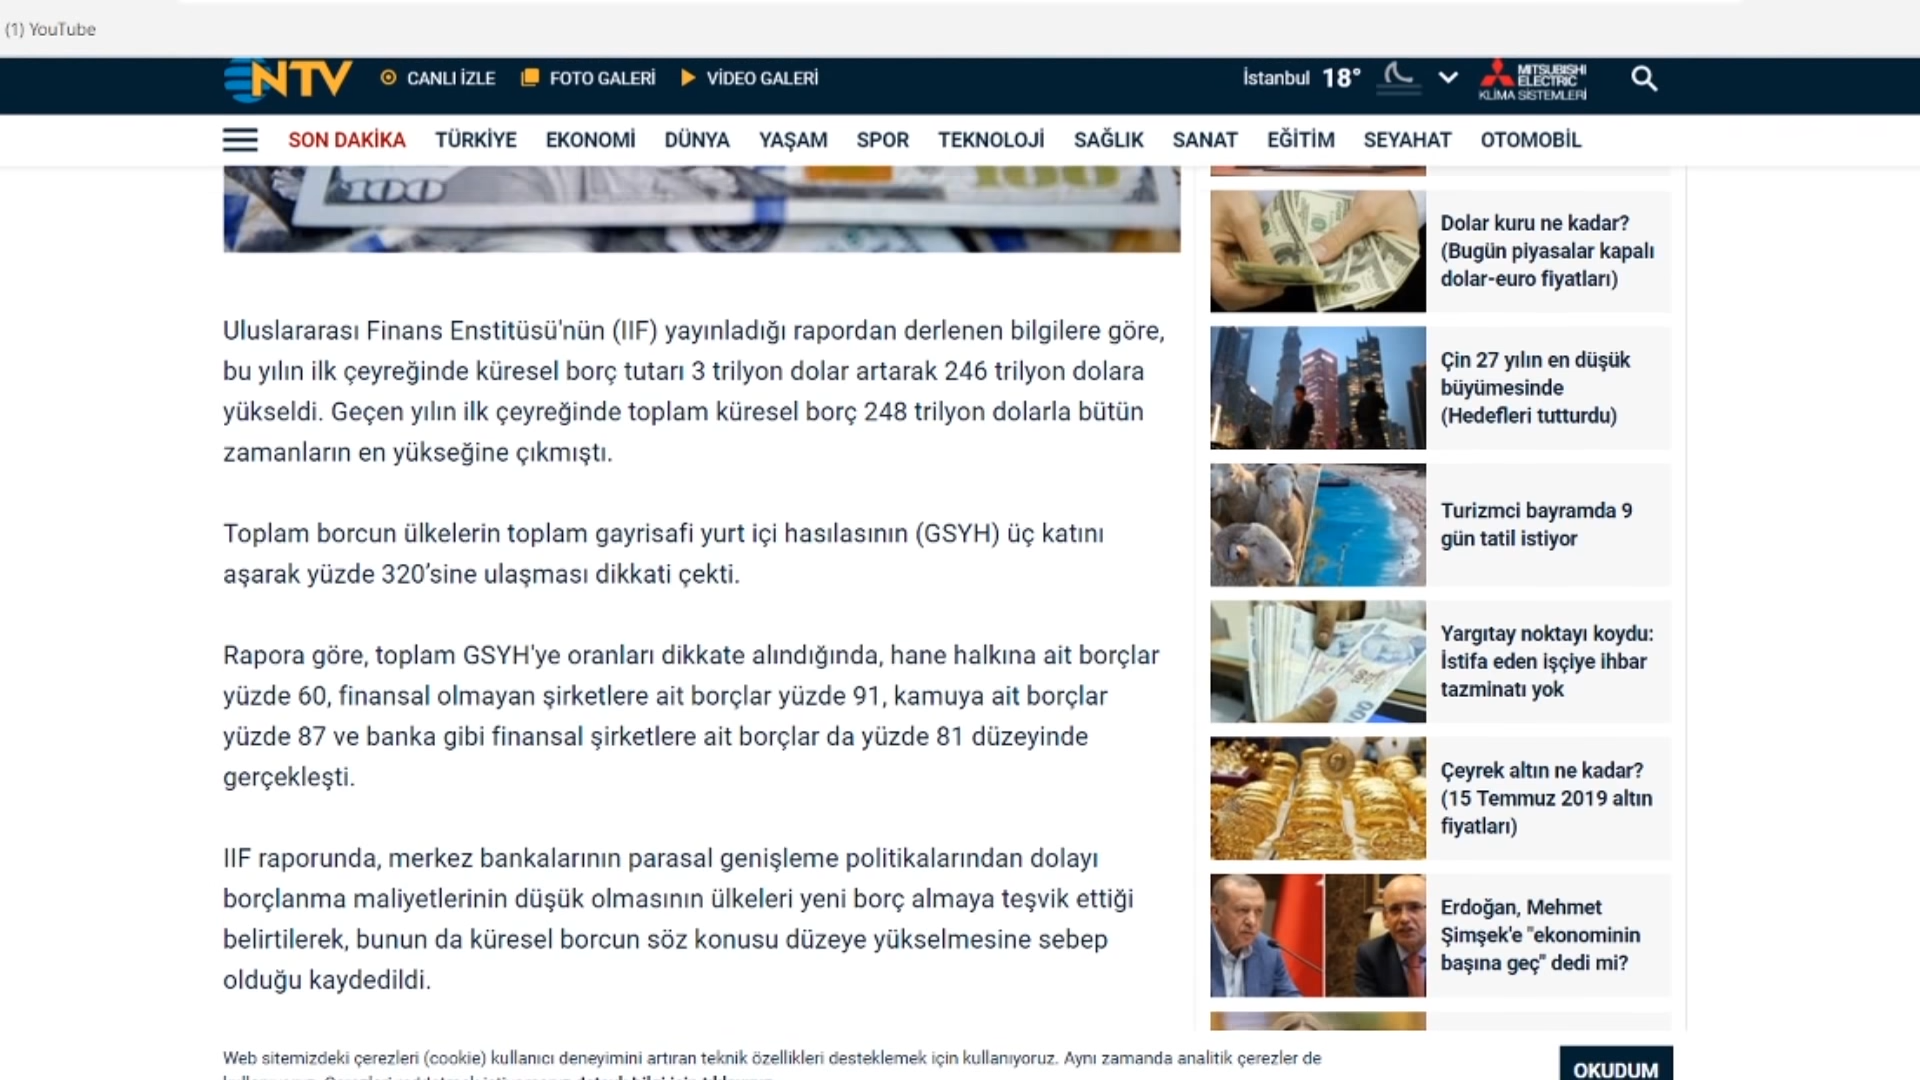 (1) YouTube
NTV
CANLI İZLE
FOTO GALERİ
VİDEO GALERİ
İstanbul 18°
MITSUBISHI
ELECTRIC
KLİMA SİSTEMLERİ
SON DAKİKA
TÜRKİYE
EKONOMİ
DÜNYA
YAŞAM
SPOR
TEKNOLOJİ
SAĞLIK
SANAT
EĞİTİM
SEYAHAT
OTOMOBİL
100
100
Uluslararası Finans Enstitüsü'nün (IIF) yayınladığı rapordan derlenen bilgilere göre,
bu yılın ilk çeyreğinde küresel borç tutarı 3 trilyon dolar artarak 246 trilyon dolara
yükseldi. Geçen yılın ilk çeyreğinde toplam küresel borç 248 trilyon dolarla bütün
zamanların en yükseğine çıkmıştı.
Toplam borcun ülkelerin toplam gayrisafi yurt içi hasılasının (GSYH) üç katını
aşarak yüzde 320’sine ulaşması dikkati çekti.
Rapora göre, toplam GSYH'ye oranları dikkate alındığında, hane halkına ait borçlar
yüzde 60, finansal olmayan şirketlere ait borçlar yüzde 91, kamuya ait borçlar
yüzde 87 ve banka gibi finansal şirketlere ait borçlar da yüzde 81 düzeyinde
gerçekleşti.
IIF raporunda, merkez bankalarının parasal genişleme politikalarından dolayı
borçlanma maliyetlerinin düşük olmasının ülkeleri yeni borç almaya teşvik ettiği
belirtilerek, bunun da küresel borcun söz konusu düzeye yükselmesine sebep
olduğu kaydedildi.
Dolar kuru ne kadar?
(Bugün piyasalar kapalı
dolar-euro fiyatları)
Çin 27 yılın en düşük
büyümesinde
(Hedefleri tutturdu)
Turizmci bayramda 9
gün tatil istiyor
Yargıtay noktayı koydu:
İstifa eden işçiye ihbar
tazminatı yok
Çeyrek altın ne kadar?
(15 Temmuz 2019 altın
fiyatları)
Erdoğan, Mehmet
Şimşek'e "ekonominin
başına geç" dedi mi?
Web sitemizdeki çerezleri (cookie) kullanıcı deneyimini artıran teknik özellikleri desteklemek için kullanıyoruz. Aynı zamanda analitik çerezler de
OKUDUM